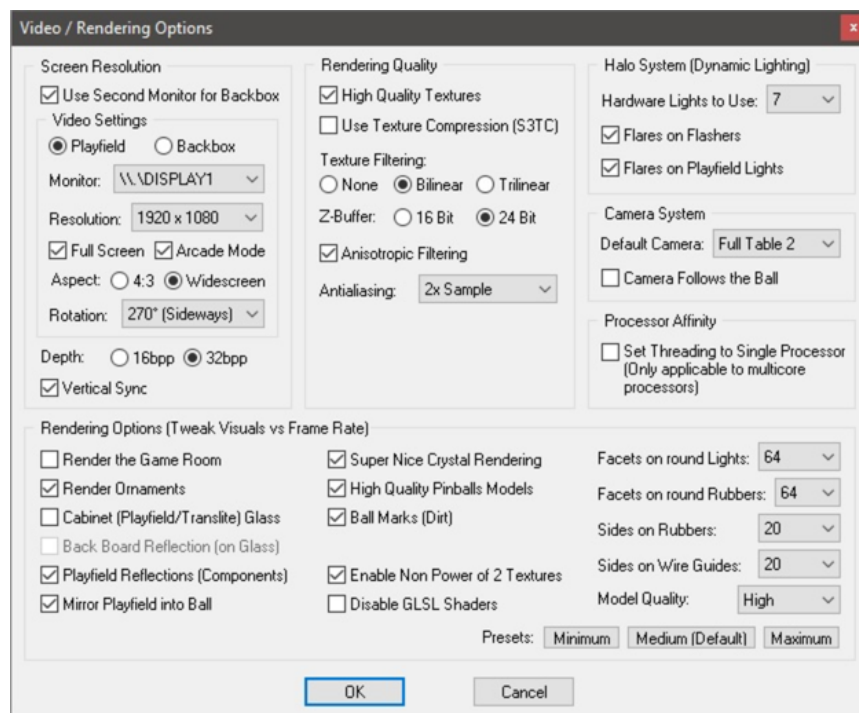 Video / Rendering Options
x
Screen Resolution
Use Second Monitor for Backbox
Video Settings
Playfield Backbox
Monitor: \\.\DISPLAY1
Resolution: 1920 x 1080
Full Screen Arcade Mode
Aspect: 4:3 Widescreen
Rotation: 270° (Sideways)
Depth: 16bpp 32bpp
Vertical Sync
Rendering Quality
High Quality Textures
Use Texture Compression (S3TC)
Texture Filtering:
None Bilinear Trilinear
Z-Buffer: 16 Bit 24 Bit
Anisotropic Filtering
Antialiasing: 2x Sample
Halo System (Dynamic Lighting)
Hardware Lights to Use: 7
Flares on Flashers
Flares on Playfield Lights
Camera System
Default Camera: Full Table 2
Camera Follows the Ball
Processor Affinity
Set Threading to Single Processor
(Only applicable to multicore
processors)
Rendering Options (Tweak Visuals vs Frame Rate)
Render the Game Room
Render Ornaments
Cabinet (Playfield/Translite) Glass
Back Board Reflection (on Glass)
Playfield Reflections (Components)
Mirror Playfield into Ball
Super Nice Crystal Rendering
High Quality Pinballs Models
Ball Marks (Dirt)
Enable Non Power of 2 Textures
Disable GLSL Shaders
Facets on round Lights: 64
Facets on round Rubbers: 64
Sides on Rubbers: 20
Sides on Wire Guides: 20
Model Quality: High
Presets: Minimum Medium (Default) Maximum
OK Cancel